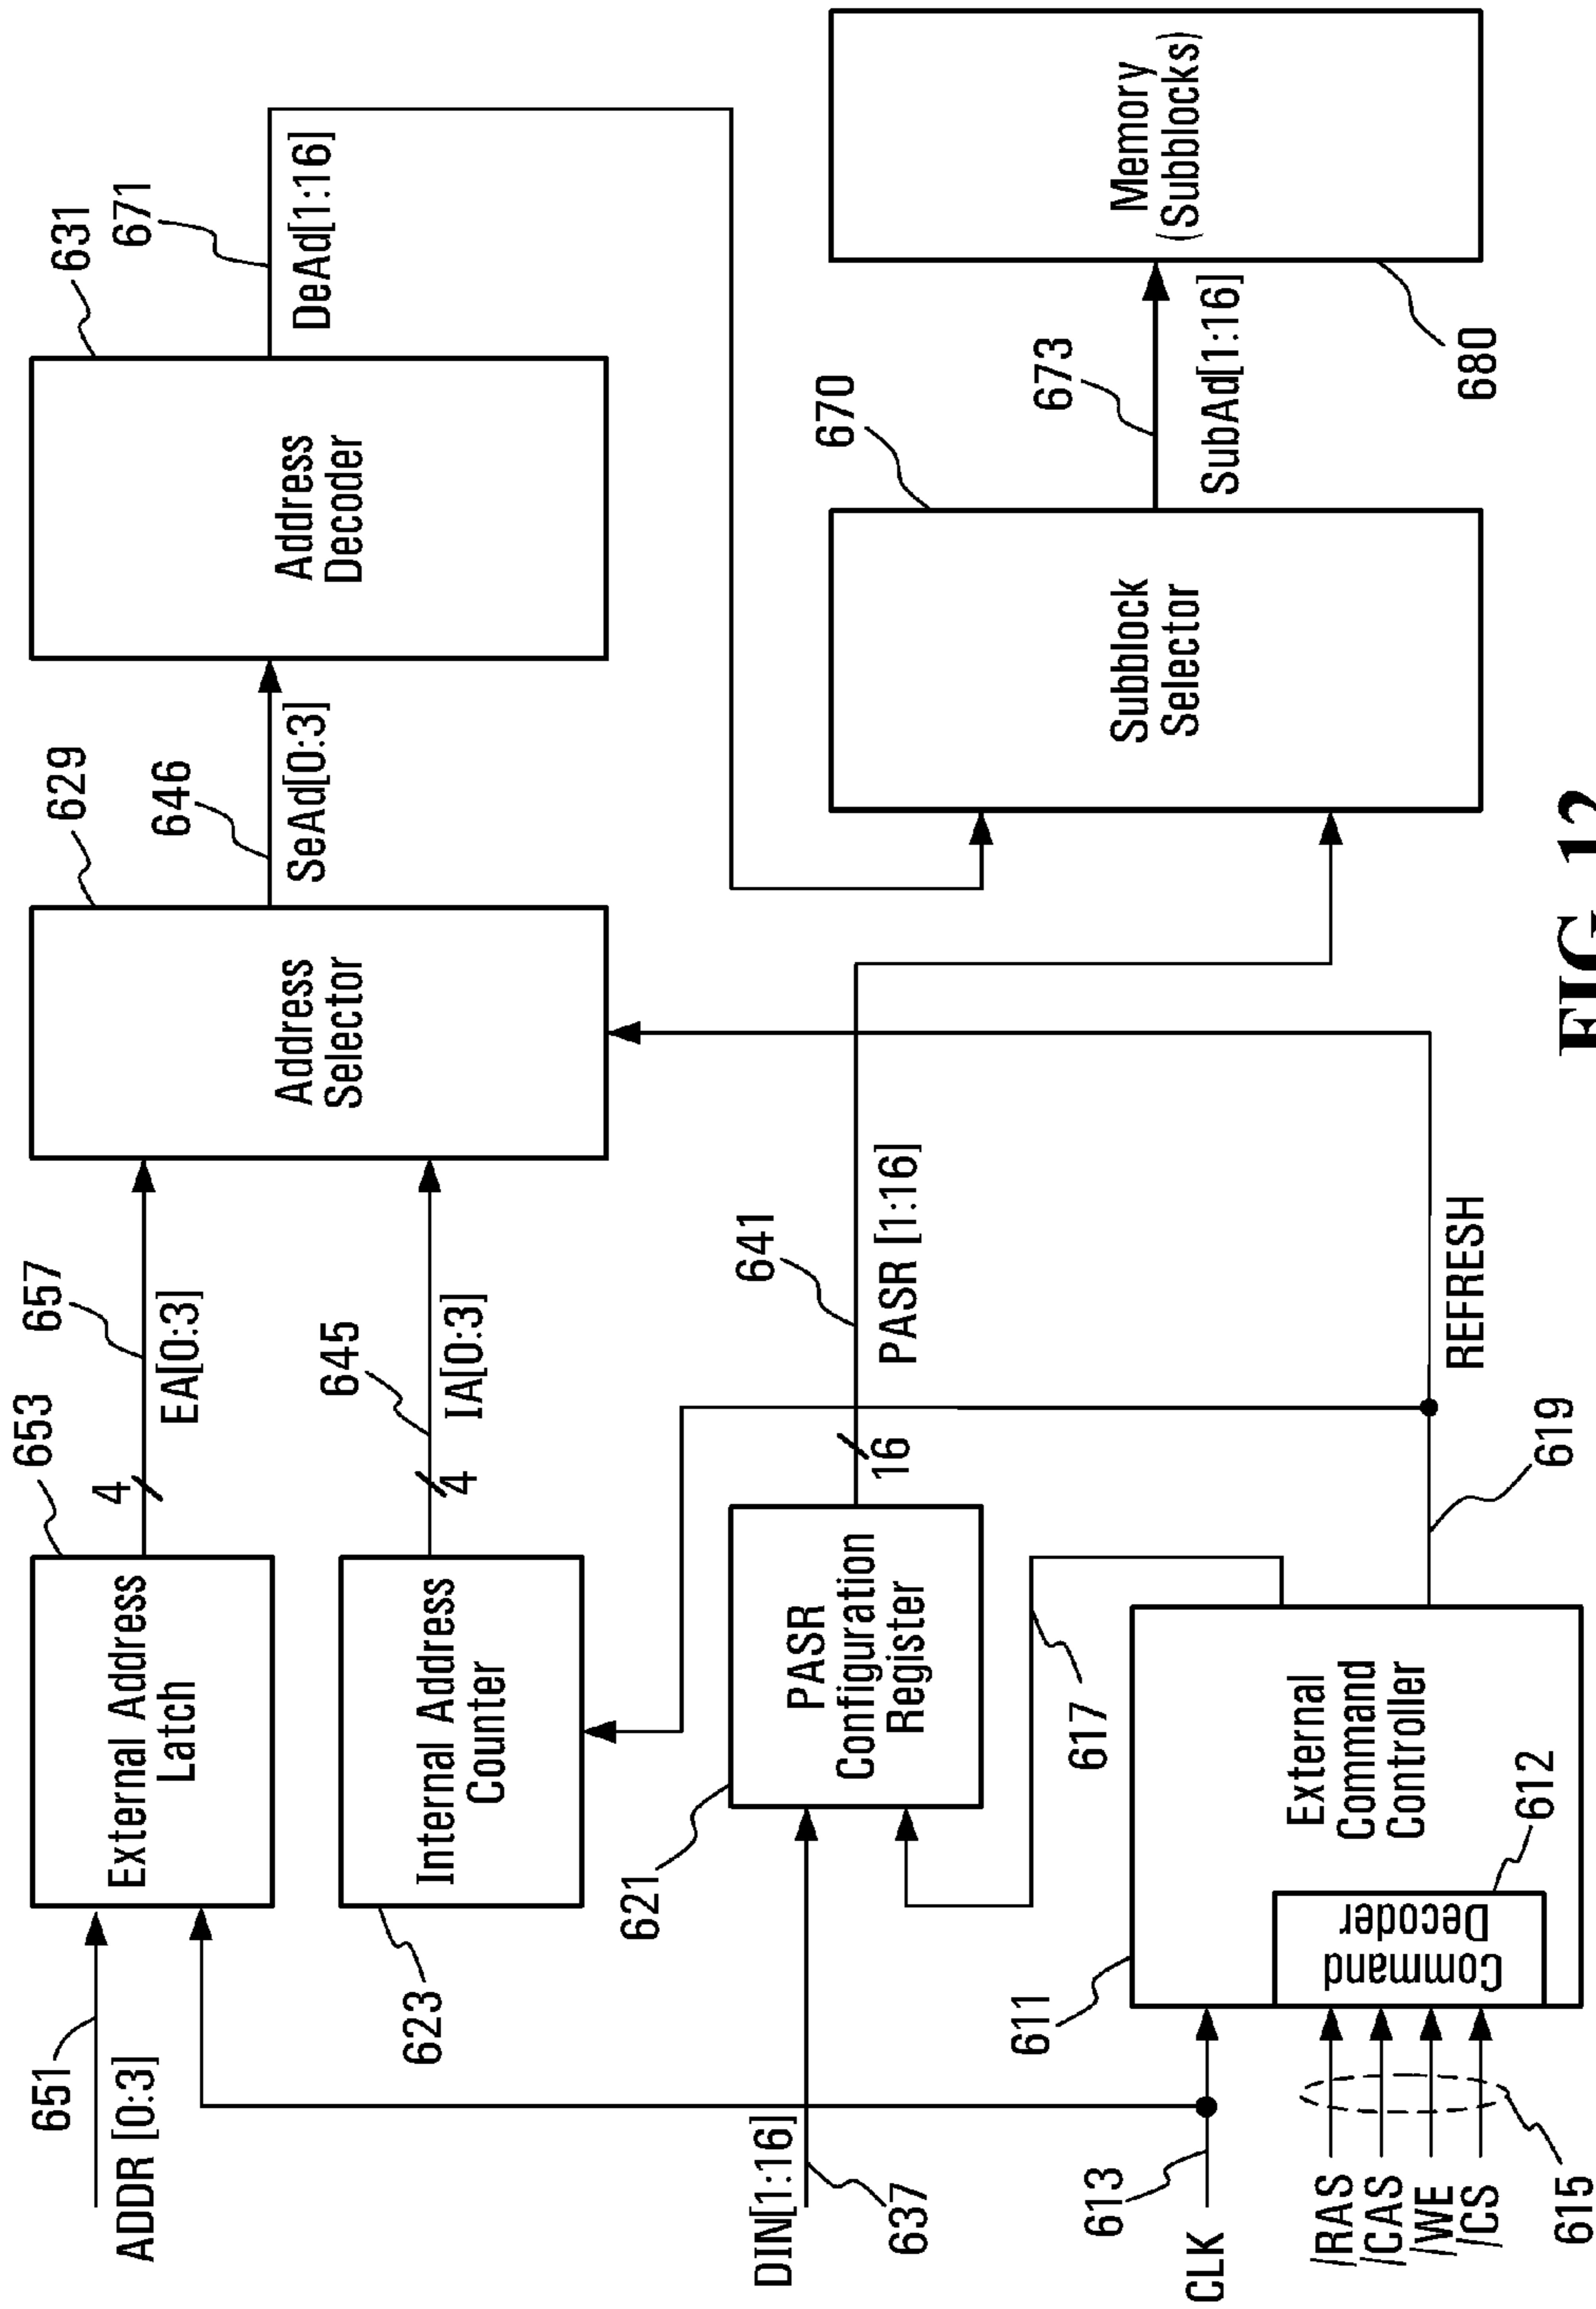 651
ADDR [0:3]
653
External Address
Latch
4
657
EA[0:3]
629
Address
Selector
646
SeAd[0:3]
631
Address
Decoder
671
DeAd[1:16]
623
Internal Address
Counter
4
645
IA[0:3]
DIN[1:16]
637
621
PASR
Configuration
Register
16
641
PASR [1:16]
670
Subblock
Selector
673
SubAd[1:16]
Memory
(Subblocks)
680
CLK
613
611
External
Command
Controller
617
/RAS
/CAS
/WE
/CS
615
Command
Decoder
612
619
REFRESH